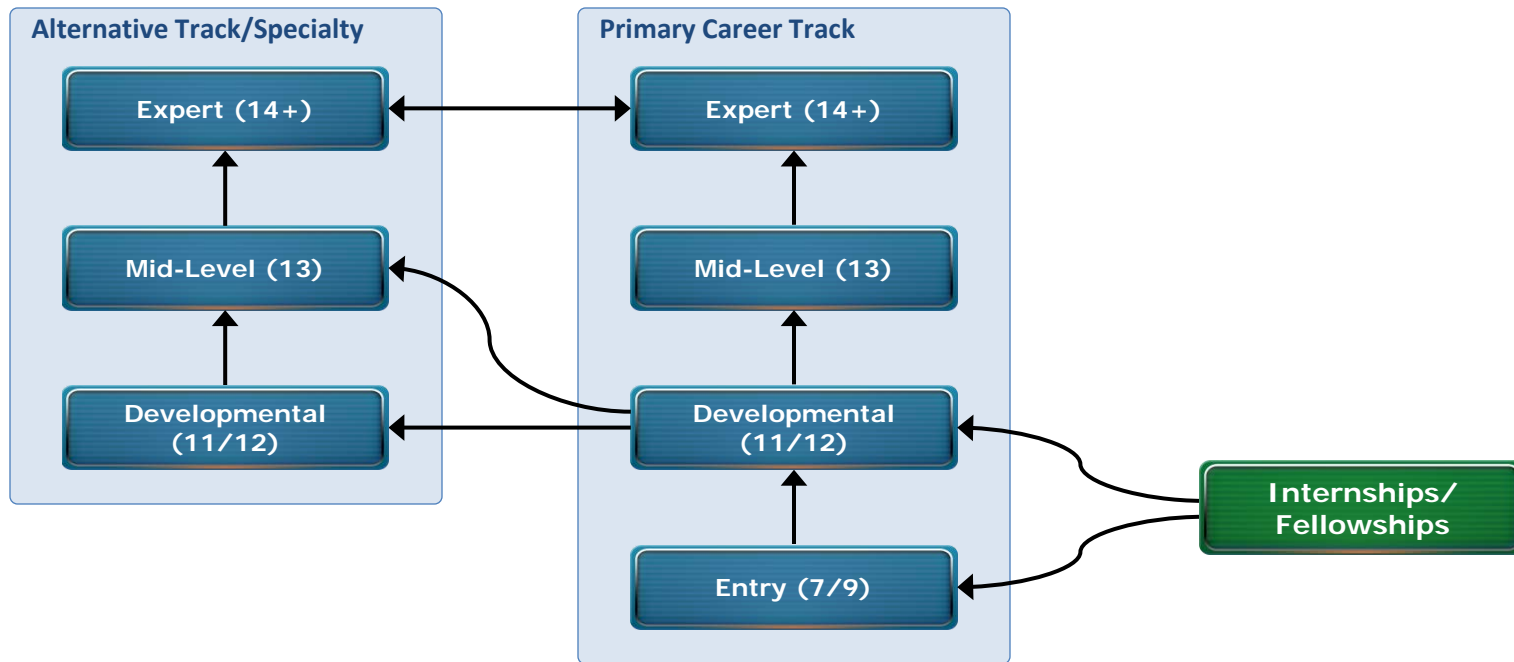 Alternative Track/Specialty
Expert (14+)
Mid-Level (13)
Developmental
(11/12)
Primary Career Track
Expert (14+)
Mid-Level (13)
Developmental
(11/12)
Entry (7/9)
Internships/
Fellowships